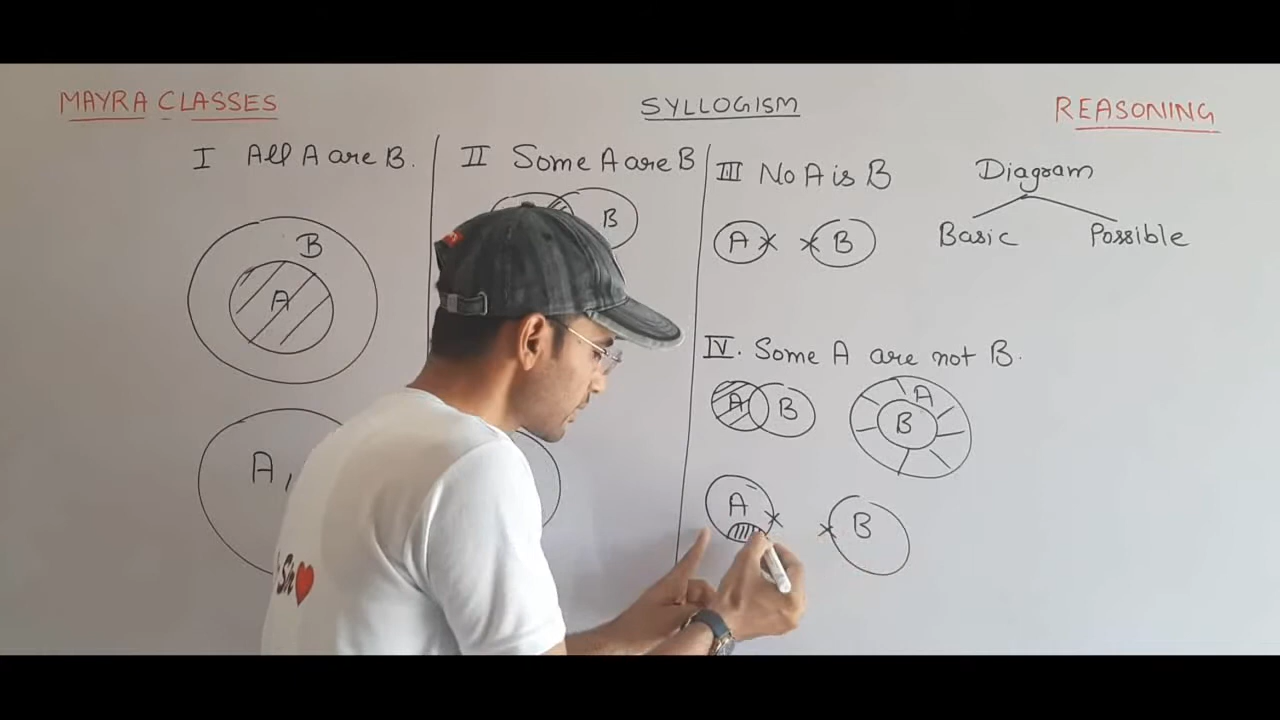 MAYRA CLASSES
SYLLOGISM
REASONING
I All A are B.
B
A
A,
II Some A are B
B
III No A is B
A × × B
Diagram
Basic Possible
IV. Some A are not B.
A B
A
B
A × × B